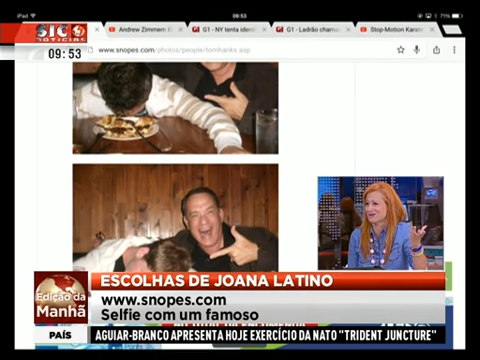 iPad
09:53
71%
SIC
NOTÍCIAS
Andrew Zimmern
G1 - NY tenta identi
G1 - Ladrão chama
Stop-Motion Karate
09:53
www.snopes.com/photos/people/tomhanks.asp
Edição da
Manhã
ESCOLHAS DE JOANA LATINO
www.snopes.com
Selfie com um famoso
PAÍS
AGUIAR-BRANCO APRESENTA HOJE EXERCÍCIO DA NATO "TRIDENT JUNCTURE"